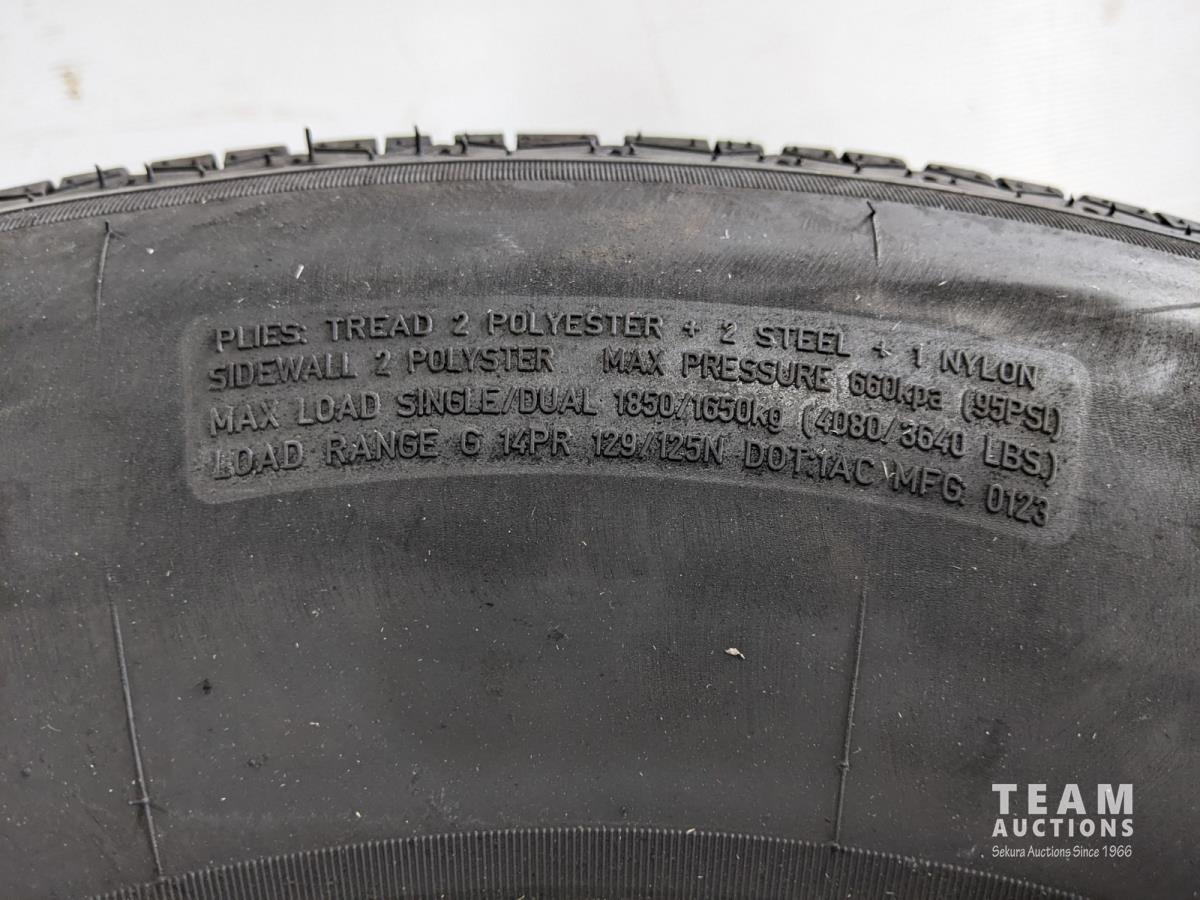 PLIES: TREAD 2 POLYESTER + 2 STEEL + 1 NYLON
SIDEWALL 2 POLYSTER MAX PRESSURE 660kpa (95PSI)
MAX LOAD SINGLE/DUAL 1850/1650kg (4080/3640 LBS.)
LOAD RANGE G 14PR 129/125N DOT:1AC MFG. 0123
TEAM
AUCTIONS
Sekura Auctions Since 1966